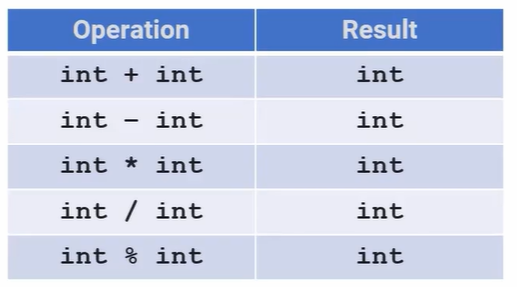 Operation Result
int + int int
int – int int
int * int int
int / int int
int % int int